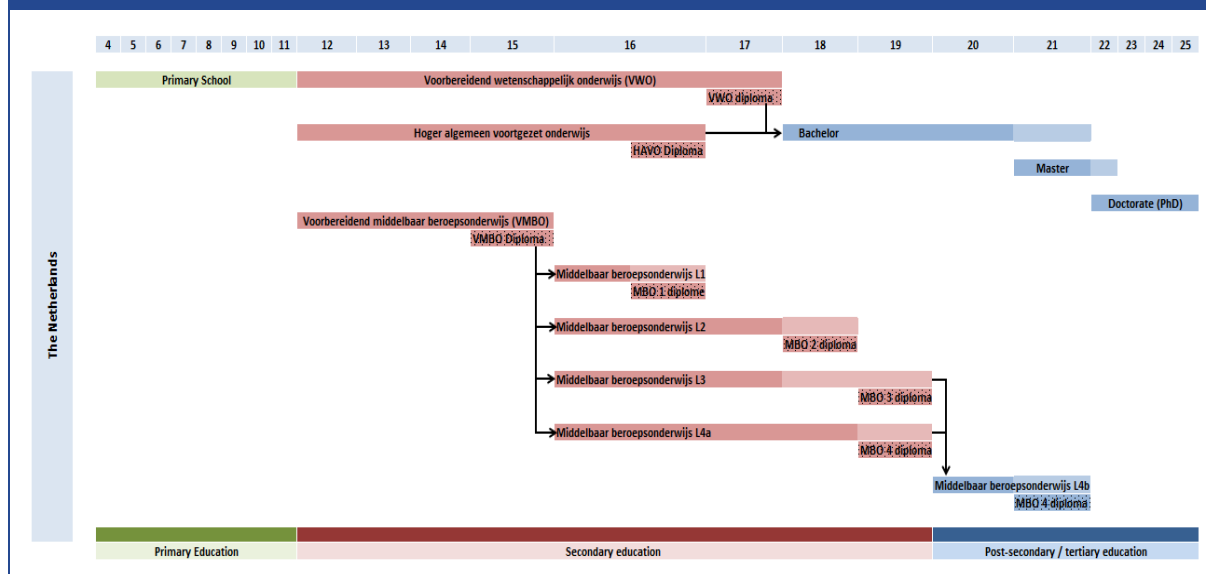 4 5 6 7 8 9 10 11 12 13 14 15 16 17 18 19 20 21 22 23 24 25
The Netherlands
Primary School
Voorbereidend wetenschappelijk onderwijs (VWO)
VWO diploma
Hoger algemeen voortgezet onderwijs
Bachelor
HAVO Diploma
Master
Doctorate (PhD)
Voorbereidend middelbaar beroepsonderwijs (VMBO)
VMBO Diploma
Middelbaar beroepsonderwijs L1
MBO 1 diplome
Middelbaar beroepsonderwijs L2
MBO 2 diploma
Middelbaar beroepsonderwijs L3
MBO 3 diploma
Middelbaar beroepsonderwijs L4a
MBO 4 diploma
Middelbaar beroepsonderwijs L4b
MBO 4 diploma
Primary Education
Secondary education
Post-secondary / tertiary education